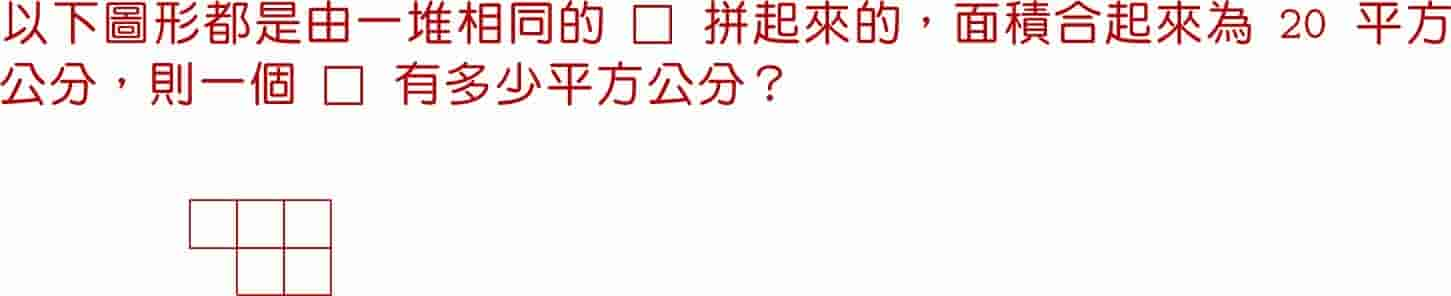 以下圖形都是由一堆相同的 □ 拼起來的，面積合起來為 20 平方
公分，則一個 □ 有多少平方公分？